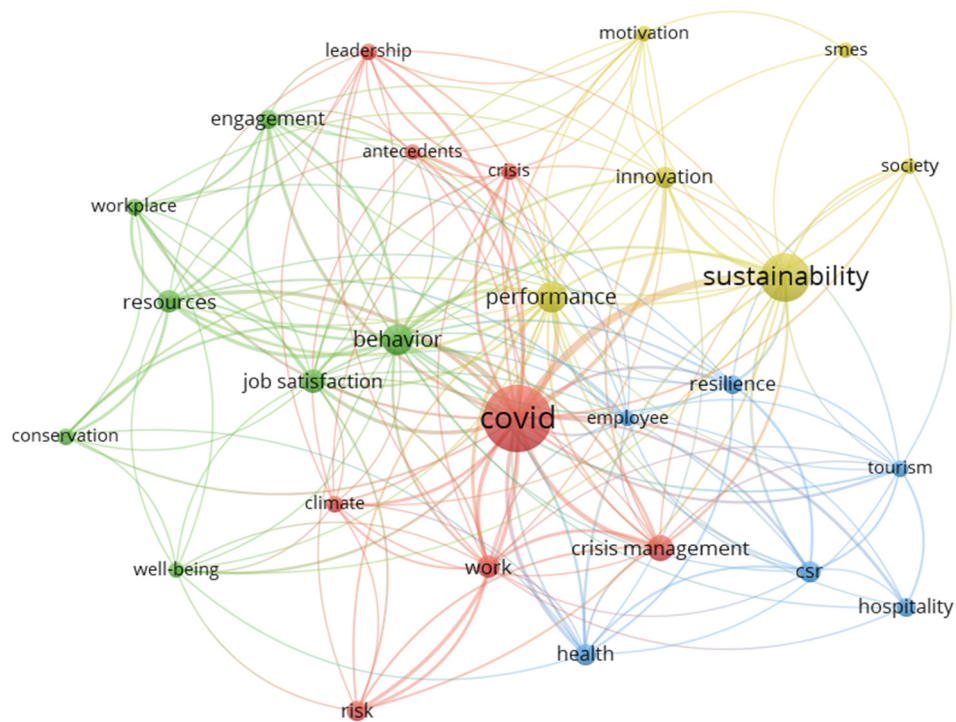 motivation
leadership
smes
engagement
antecedents
crisis
innovation
society
workplace
sustainability
resources
performance
behavior
job satisfaction
resilience
covid
employee
conservation
tourism
climate
crisis management
work
well-being
csr
hospitality
health
risk